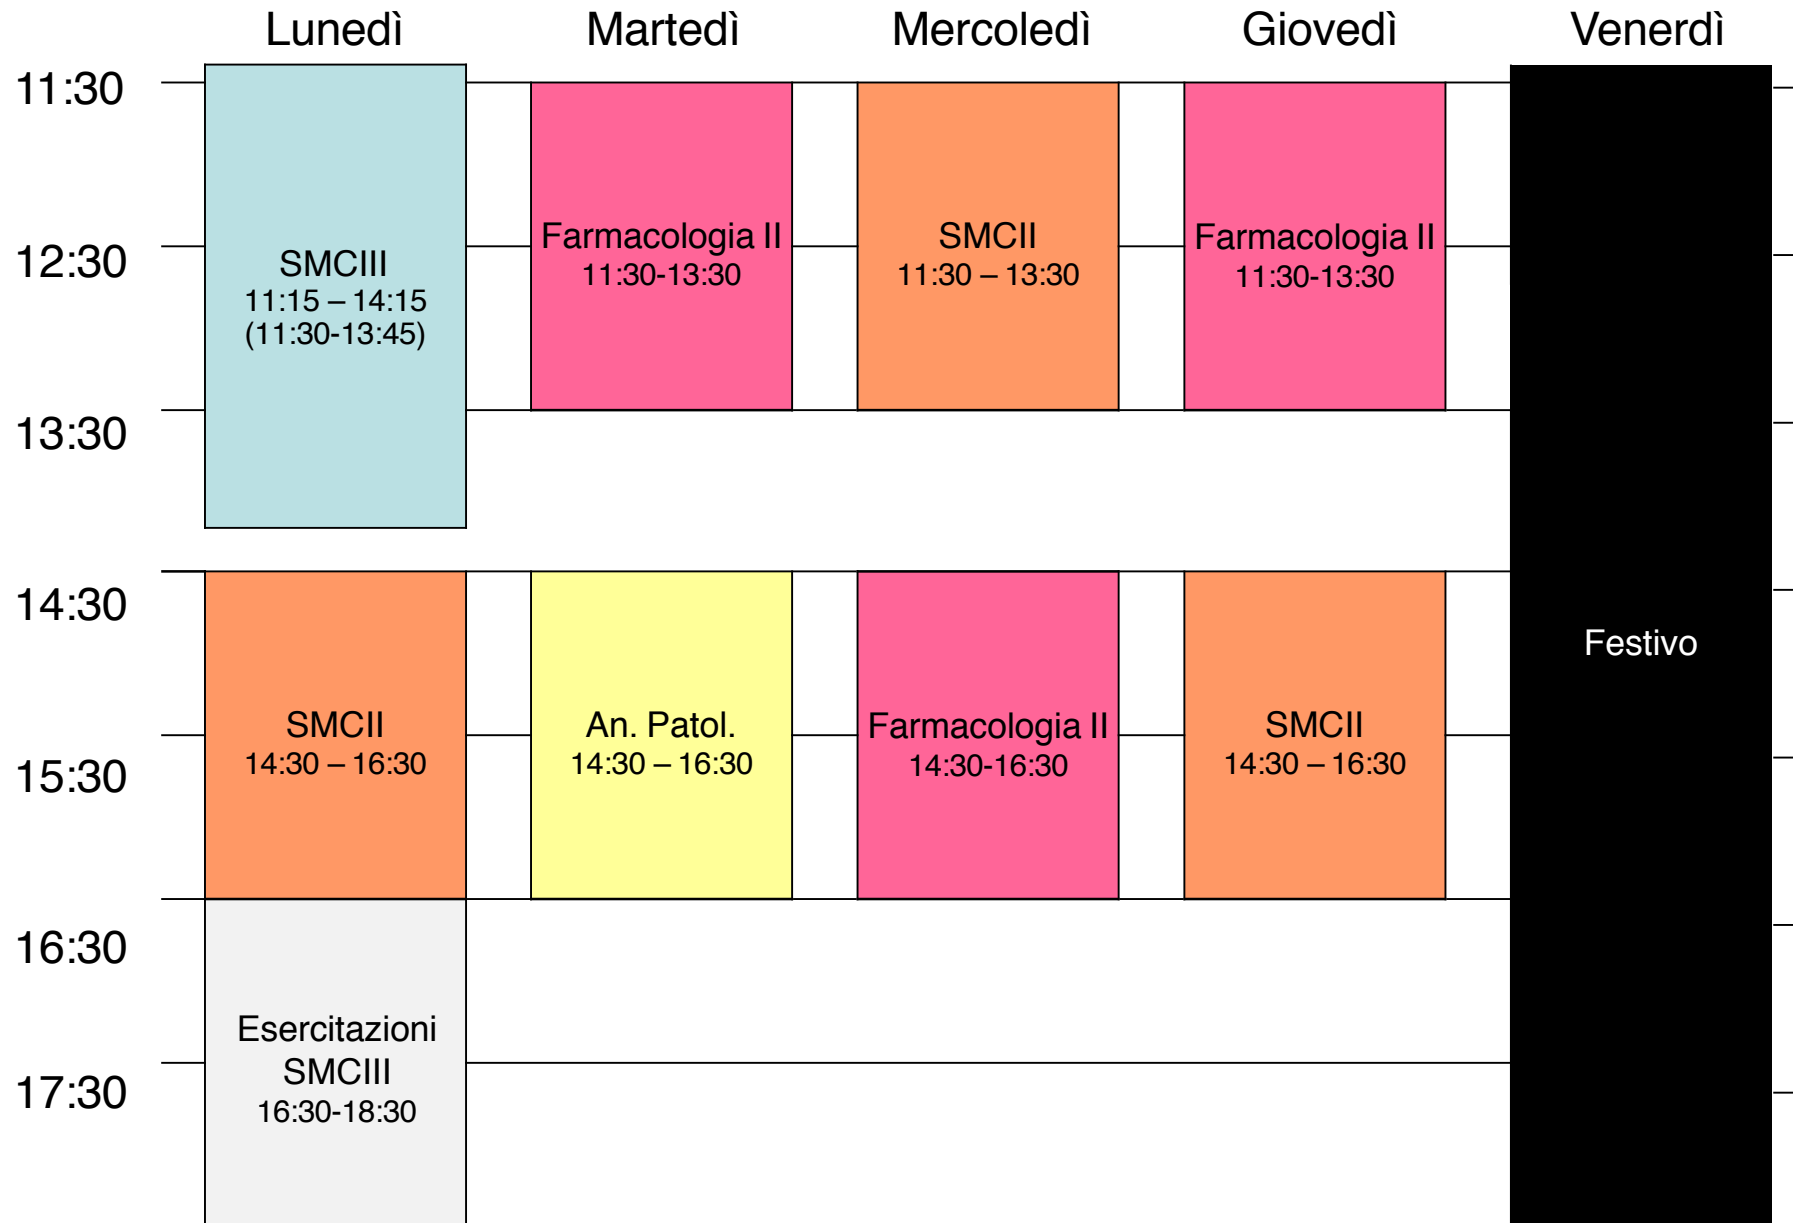 Lunedì Martedì Mercoledì Giovedì Venerdì
11:30
12:30
13:30
14:30
15:30
16:30
17:30
SMCIII
11:15 – 14:15
(11:30-13:45)
SMCII
14:30 – 16:30
Esercitazioni
SMCIII
16:30-18:30
Farmacologia II
11:30-13:30
An. Patol.
14:30 – 16:30
SMCII
11:30 – 13:30
Farmacologia II
14:30-16:30
Farmacologia II
11:30-13:30
SMCII
14:30 – 16:30
Festivo